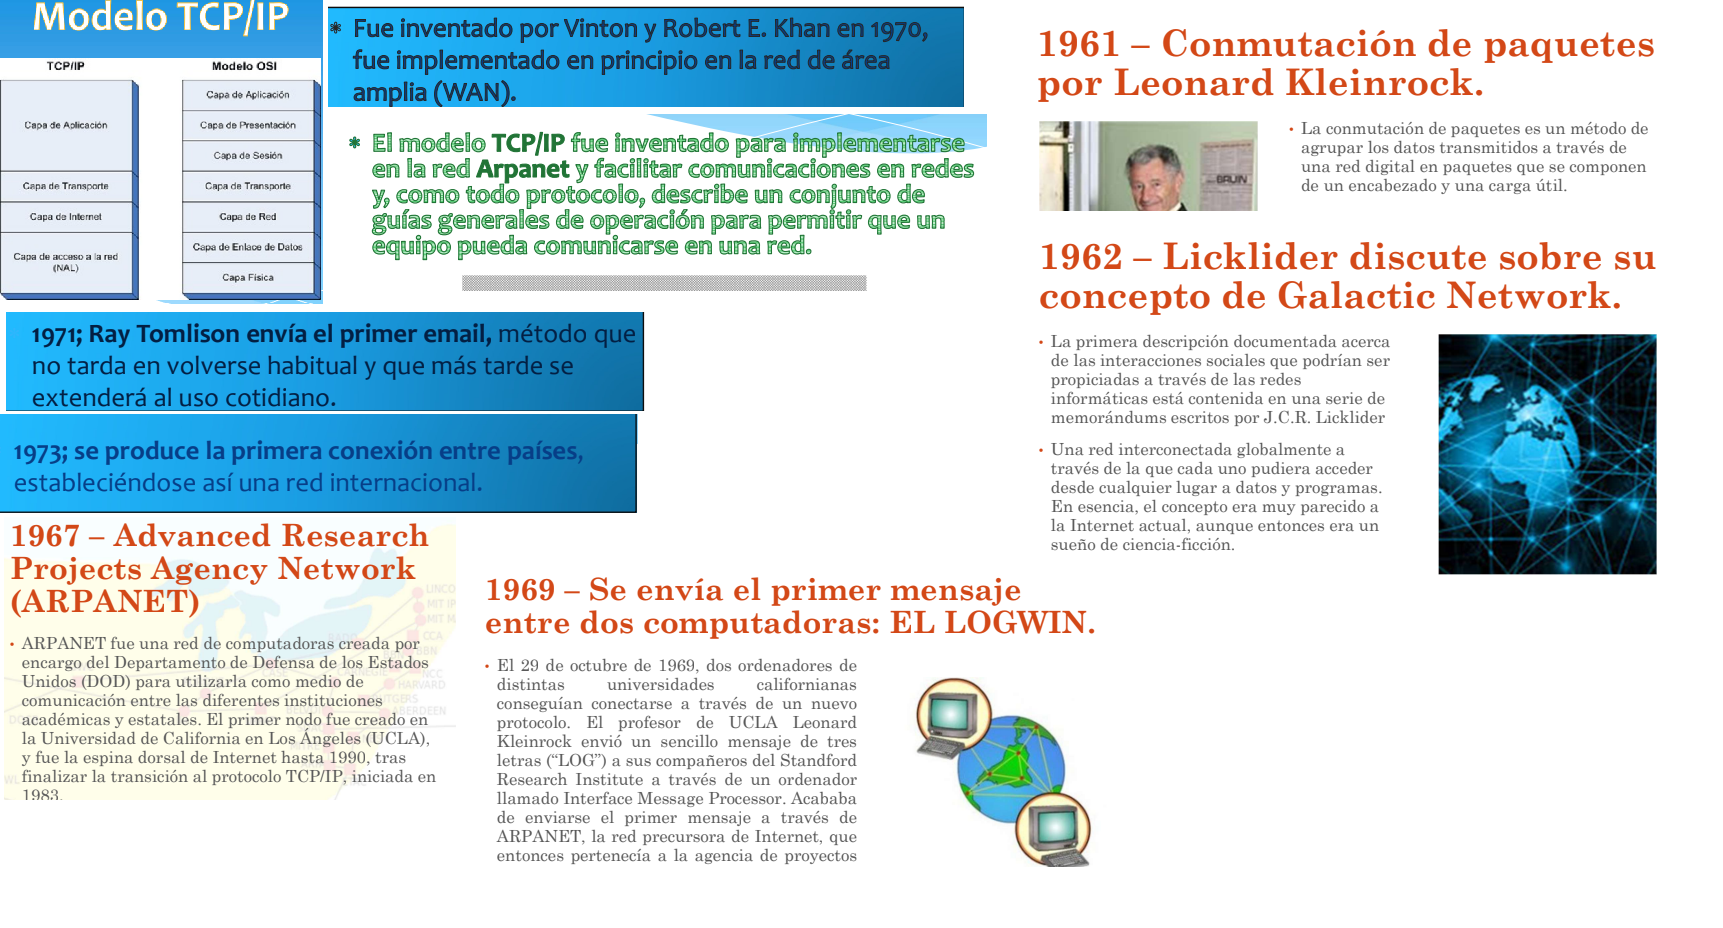 Modelo TCP/IP
TCP/IP
Modelo OSI
Capa de Aplicación
Capa de Transporte
Capa de Internet
Capa de acceso a la red
(NAL)
Capa de Aplicación
Capa de Presentación
Capa de Sesión
Capa de Transporte
Capa de Red
Capa de Enlace de Datos
Capa Física
Fue inventado por Vinton y Robert E. Khan en 1970,
fue implementado en principio en la red de área
amplia (WAN).
El modelo TCP/IP fue inventado para implementarse
en la red Arpanet y facilitar comunicaciones en redes
y, como todo protocolo, describe un conjunto de
guías generales de operación para permitir que un
equipo pueda comunicarse en una red.
1971; Ray Tomlison envía el primer email, método que
no tarda en volverse habitual y que más tarde se
extenderá al uso cotidiano.
1973; se produce la primera conexión entre países,
estableciéndose así una red internacional.
1961 – Conmutación de paquetes
por Leonard Kleinrock.
• La conmutación de paquetes es un método de
agrupar los datos transmitidos a través de
una red digital en paquetes que se componen
de un encabezado y una carga útil.
BRUIN
1962 – Licklider discute sobre su
concepto de Galactic Network.
• La primera descripción documentada acerca
de las interacciones sociales que podrían ser
propiciadas a través de las redes
informáticas está contenida en una serie de
memorándums escritos por J.C.R. Licklider
• Una red interconectada globalmente a
través de la que cada uno pudiera acceder
desde cualquier lugar a datos y programas.
En esencia, el concepto era muy parecido a
la Internet actual, aunque entonces era un
sueño de ciencia-ficción.
1967 – Advanced Research
Projects Agency Network
(ARPANET)
• ARPANET fue una red de computadoras creada por
encargo del Departamento de Defensa de los Estados
Unidos (DOD) para utilizarla como medio de
comunicación entre las diferentes instituciones
académicas y estatales. El primer nodo fue creado en
la Universidad de California en Los Ángeles (UCLA),
y fue la espina dorsal de Internet hasta 1990, tras
finalizar la transición al protocolo TCP/IP, iniciada en
1983.
CCA
BBN
NCC
HARVARD
ABERDEEN
1969 – Se envía el primer mensaje
entre dos computadoras: EL LOGWIN.
• El 29 de octubre de 1969, dos ordenadores de
distintas universidades californianas
conseguían conectarse a través de un nuevo
protocolo. El profesor de UCLA Leonard
Kleinrock envió un sencillo mensaje de tres
letras (“LOG”) a sus compañeros del Standford
Research Institute a través de un ordenador
llamado Interface Message Processor. Acababa
de enviarse el primer mensaje a través de
ARPANET, la red precursora de Internet, que
entonces pertenecía a la agencia de proyectos